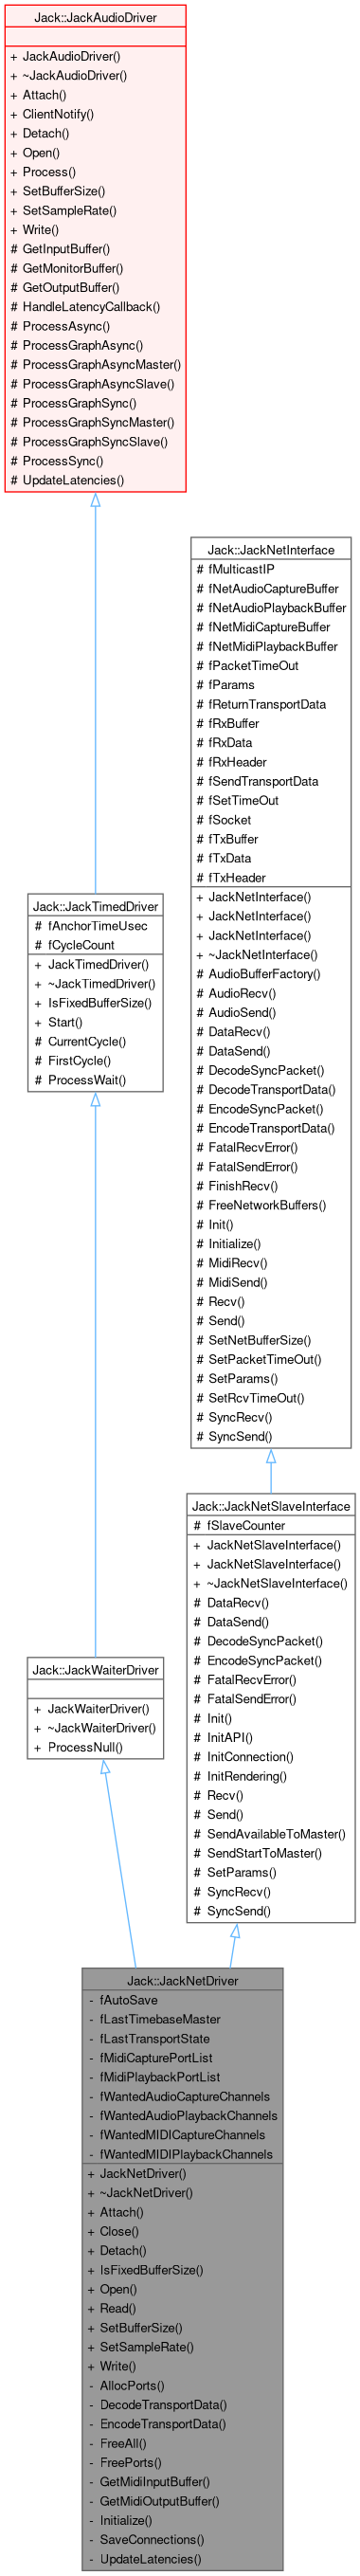 Jack::JackAudioDriver
+ JackAudioDriver()
+ ~JackAudioDriver()
+ Attach()
+ ClientNotify()
+ Detach()
+ Open()
+ Process()
+ SetBufferSize()
+ SetSampleRate()
+ Write()
# GetInputBuffer()
# GetMonitorBuffer()
# GetOutputBuffer()
# HandleLatencyCallback()
# ProcessAsync()
# ProcessGraphAsync()
# ProcessGraphAsyncMaster()
# ProcessGraphAsyncSlave()
# ProcessGraphSync()
# ProcessGraphSyncMaster()
# ProcessGraphSyncSlave()
# ProcessSync()
# UpdateLatencies()
Jack::JackNetInterface
# fMulticastIP
# fNetAudioCaptureBuffer
# fNetAudioPlaybackBuffer
# fNetMidiCaptureBuffer
# fNetMidiPlaybackBuffer
# fPacketTimeOut
# fParams
# fReturnTransportData
# fRxBuffer
# fRxData
# fRxHeader
# fSendTransportData
# fSetTimeOut
# fSocket
# fTxBuffer
# fTxData
# fTxHeader
+ JackNetInterface()
+ JackNetInterface()
+ JackNetInterface()
+ ~JackNetInterface()
# AudioBufferFactory()
# AudioRecv()
# AudioSend()
# DataRecv()
# DataSend()
# DecodeSyncPacket()
# DecodeTransportData()
# EncodeSyncPacket()
# EncodeTransportData()
# FatalRecvError()
# FatalSendError()
# FinishRecv()
# FreeNetworkBuffers()
# Init()
# Initialize()
# MidiRecv()
# MidiSend()
# Recv()
# Send()
# SetNetBufferSize()
# SetPacketTimeOut()
# SetParams()
# SetRcvTimeOut()
# SyncRecv()
# SyncSend()
Jack::JackTimedDriver
# fAnchorTimeUsec
# fCycleCount
+ JackTimedDriver()
+ ~JackTimedDriver()
+ IsFixedBufferSize()
+ Start()
# CurrentCycle()
# FirstCycle()
# ProcessWait()
Jack::JackNetSlaveInterface
# fSlaveCounter
+ JackNetSlaveInterface()
+ JackNetSlaveInterface()
+ ~JackNetSlaveInterface()
# DataRecv()
# DataSend()
# DecodeSyncPacket()
# EncodeSyncPacket()
# FatalRecvError()
# FatalSendError()
# Init()
# InitAPI()
# InitConnection()
# InitRendering()
# Recv()
# Send()
# SendAvailableToMaster()
# SendStartToMaster()
# SetParams()
# SyncRecv()
# SyncSend()
Jack::JackWaiterDriver
+ JackWaiterDriver()
+ ~JackWaiterDriver()
+ ProcessNull()
Jack::JackNetDriver
- fAutoSave
- fLastTimebaseMaster
- fLastTransportState
- fMidiCapturePortList
- fMidiPlaybackPortList
- fWantedAudioCaptureChannels
- fWantedAudioPlaybackChannels
- fWantedMIDICaptureChannels
- fWantedMIDIPlaybackChannels
+ JackNetDriver()
+ ~JackNetDriver()
+ Attach()
+ Close()
+ Detach()
+ IsFixedBufferSize()
+ Open()
+ Read()
+ SetBufferSize()
+ SetSampleRate()
+ Write()
- AllocPorts()
- DecodeTransportData()
- EncodeTransportData()
- FreeAll()
- FreePorts()
- GetMidiInputBuffer()
- GetMidiOutputBuffer()
- Initialize()
- SaveConnections()
- UpdateLatencies()